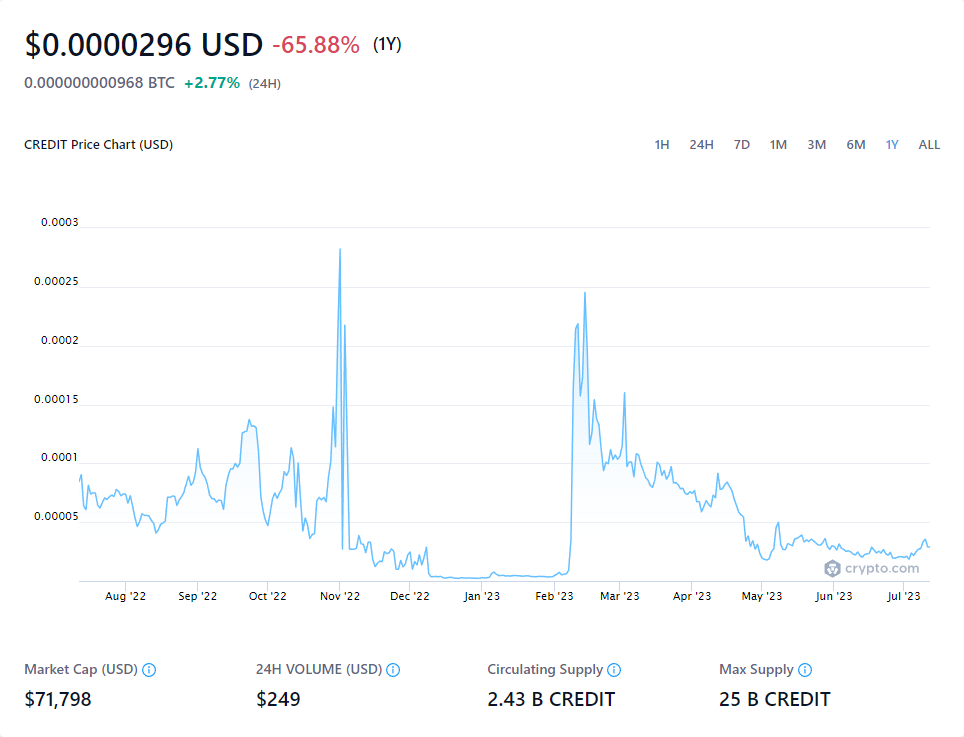 $0.0000296 USD -65.88% (1Y)
0.000000000968 BTC +2.77% (24H)
CREDIT Price Chart (USD)
1H 24H 7D 1M 3M 6M 1Y ALL
0.0003
0.00025
0.0002
0.00015
0.0001
0.00005
crypto.com
Aug '22 Sep '22 Oct '22 Nov '22 Dec '22 Jan '23 Feb '23 Mar '23 Apr '23 May '23 Jun '23 Jul '23
Market Cap (USD) 24H VOLUME (USD) Circulating Supply Max Supply
$71,798 $249 2.43 B CREDIT 25 B CREDIT